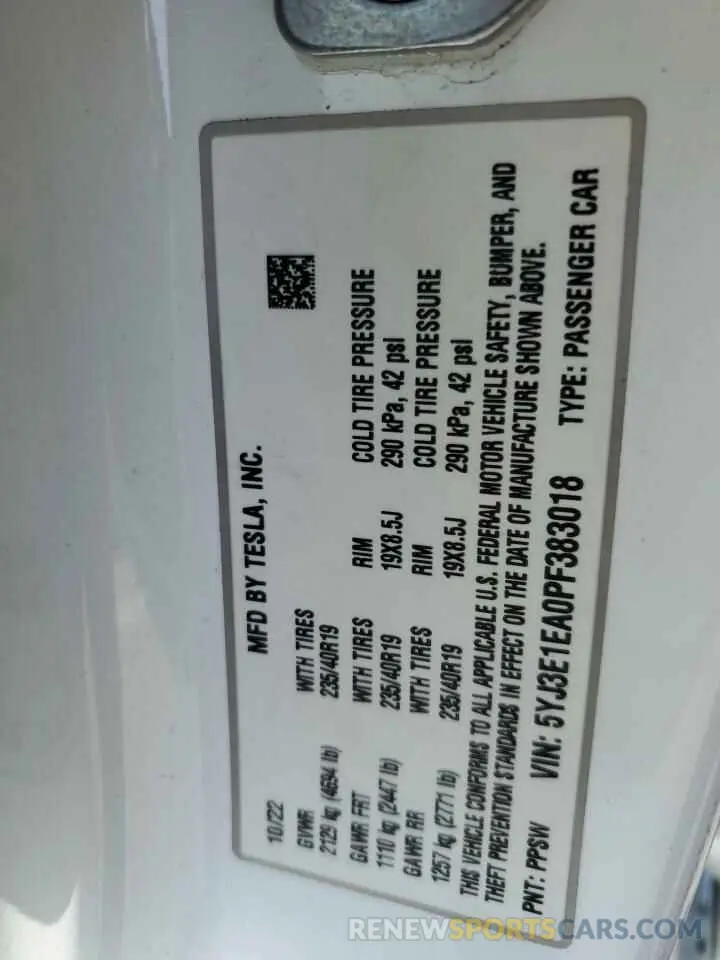 MFD BY TESLA, INC.
10/22
GVWR WITH TIRES
2129 kg (4694 lb) 235/40R19
GAWR FRT WITH TIRES RIM COLD TIRE PRESSURE
1110 kg (2447 lb) 235/40R19 19X8.5J 290 kPa, 42 psi
GAWR RR WITH TIRES RIM COLD TIRE PRESSURE
1257 kg (2771 lb) 235/40R19 19X8.5J 290 kPa, 42 psi
THIS VEHICLE CONFORMS TO ALL APPLICABLE U.S. FEDERAL MOTOR VEHICLE SAFETY, BUMPER, AND
THEFT PREVENTION STANDARDS IN EFFECT ON THE DATE OF MANUFACTURE SHOWN ABOVE.
PNT: PPSW VIN: 5YJ3E1EA0PF383018 TYPE: PASSENGER CAR
RENEWSPORTSCARS.COM